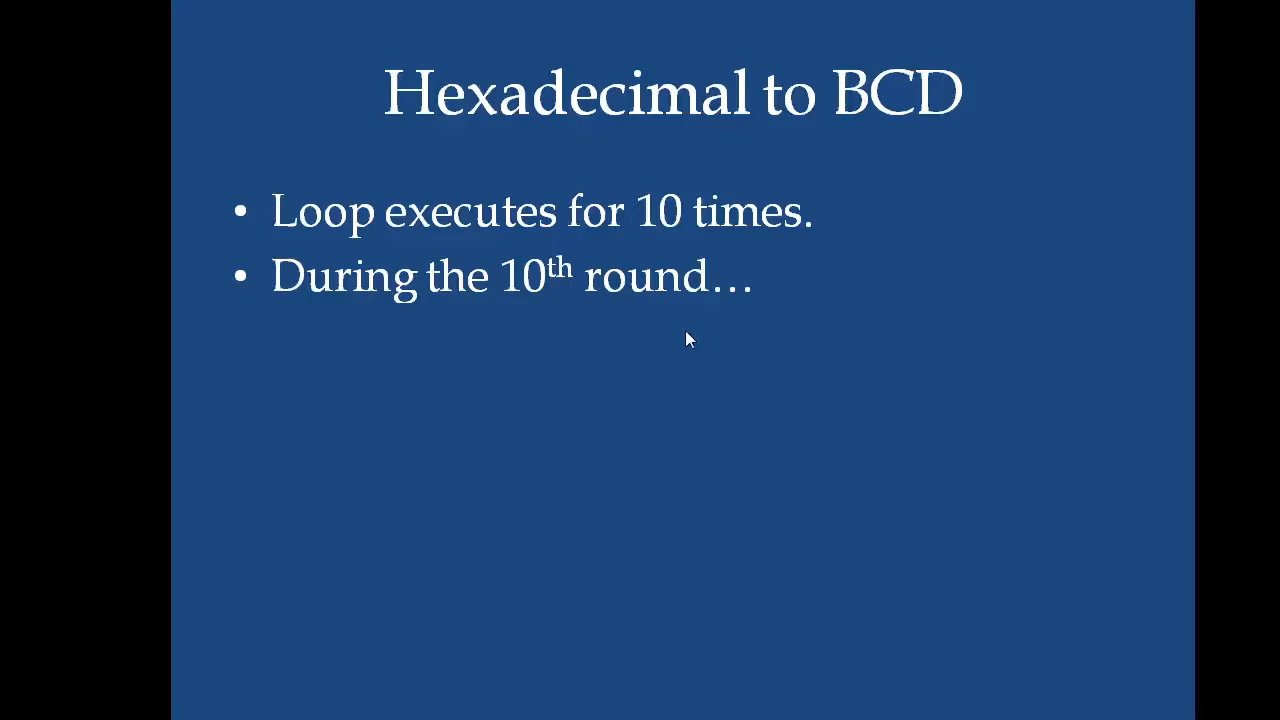 Hexadecimal to BCD
• Loop executes for 10 times.
• During the 10th round…